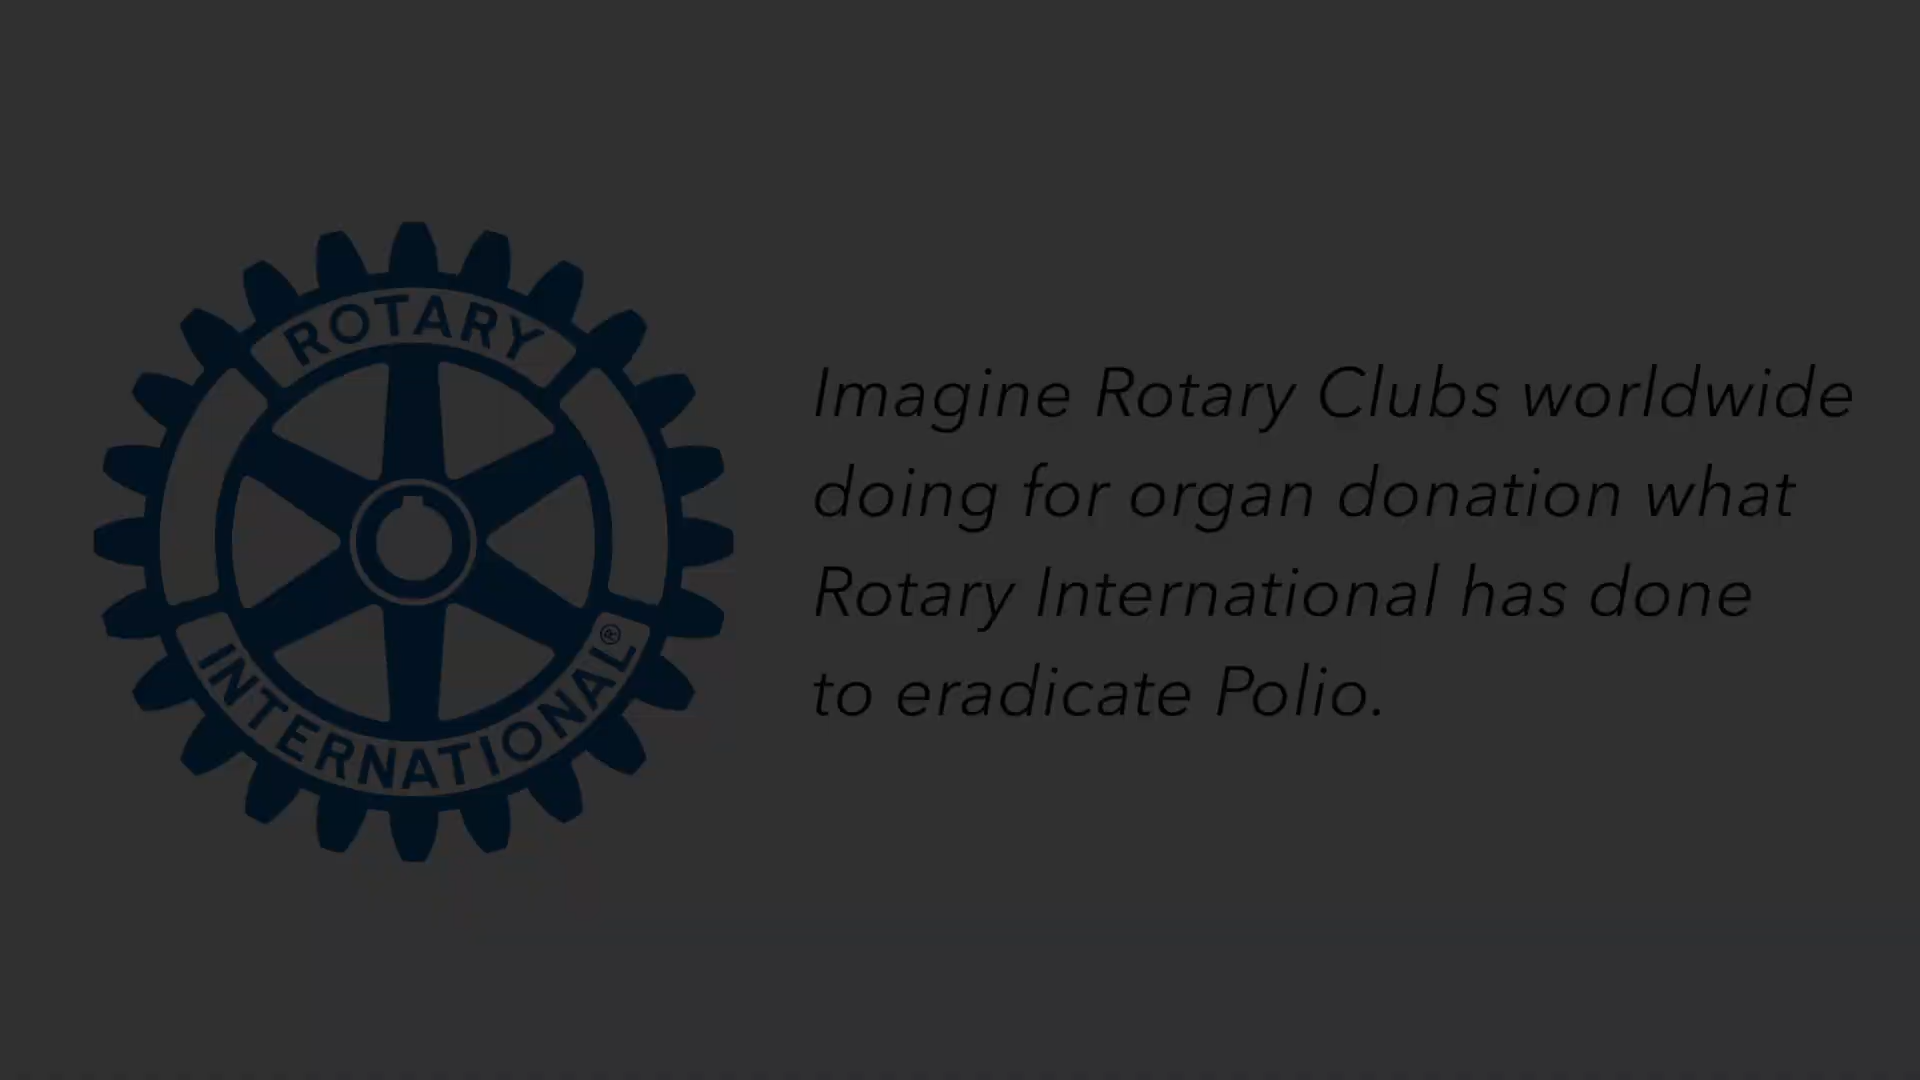 ROTARY
INTERNATIONAL®
Imagine Rotary Clubs worldwide
doing for organ donation what
Rotary International has done
to eradicate Polio.